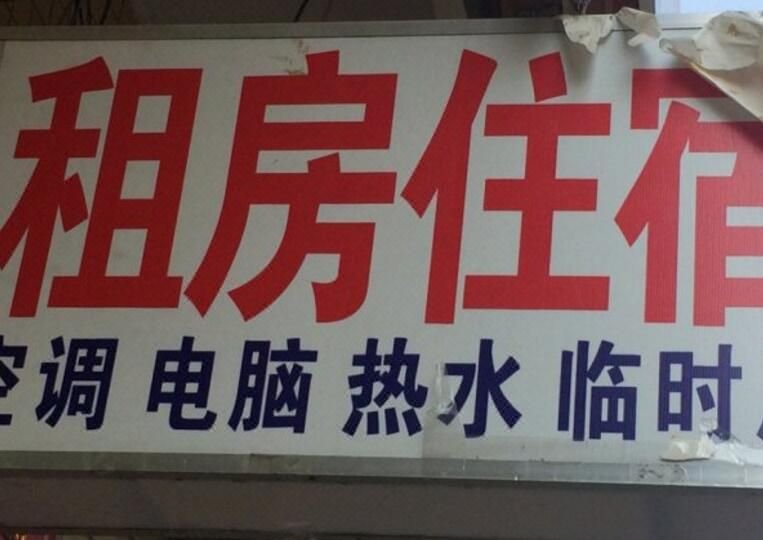 租房住宿
空调 电脑 热水 临时